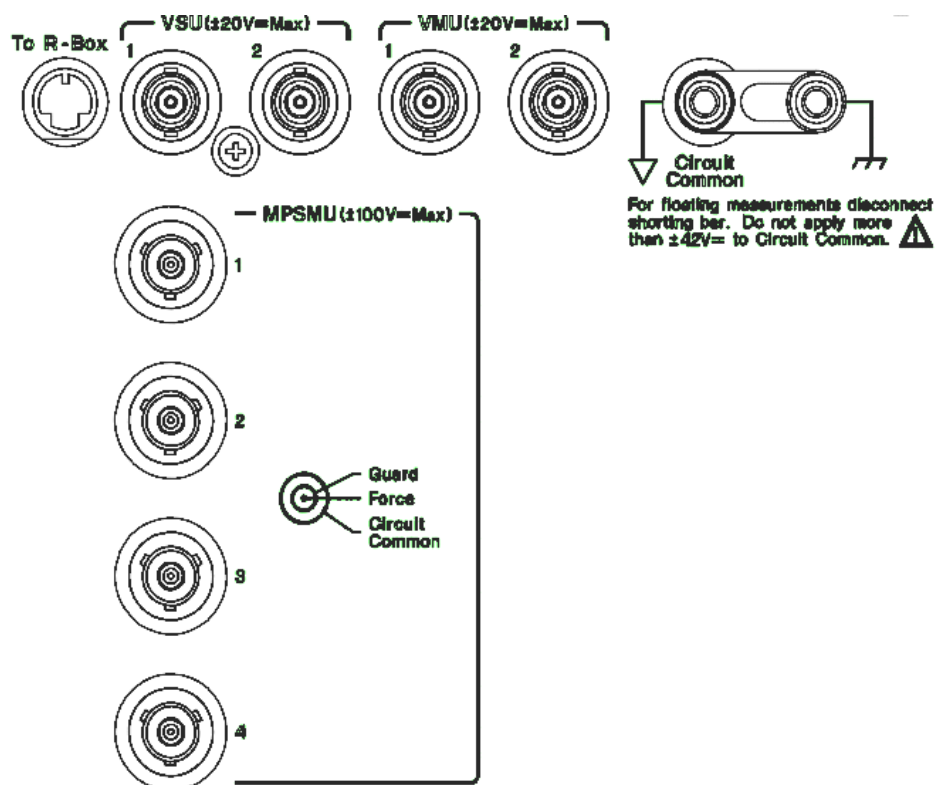 To R-Box
VSU(±20V⎓Max)
1
2
VMU(±20V⎓Max)
1
2
Circuit
Common
For floating measurements disconnect
shorting bar. Do not apply more
than ±42V⎓ to Circuit Common.
MPSMU(±100V⎓Max)
1
2
3
4
Guard
Force
Circuit
Common